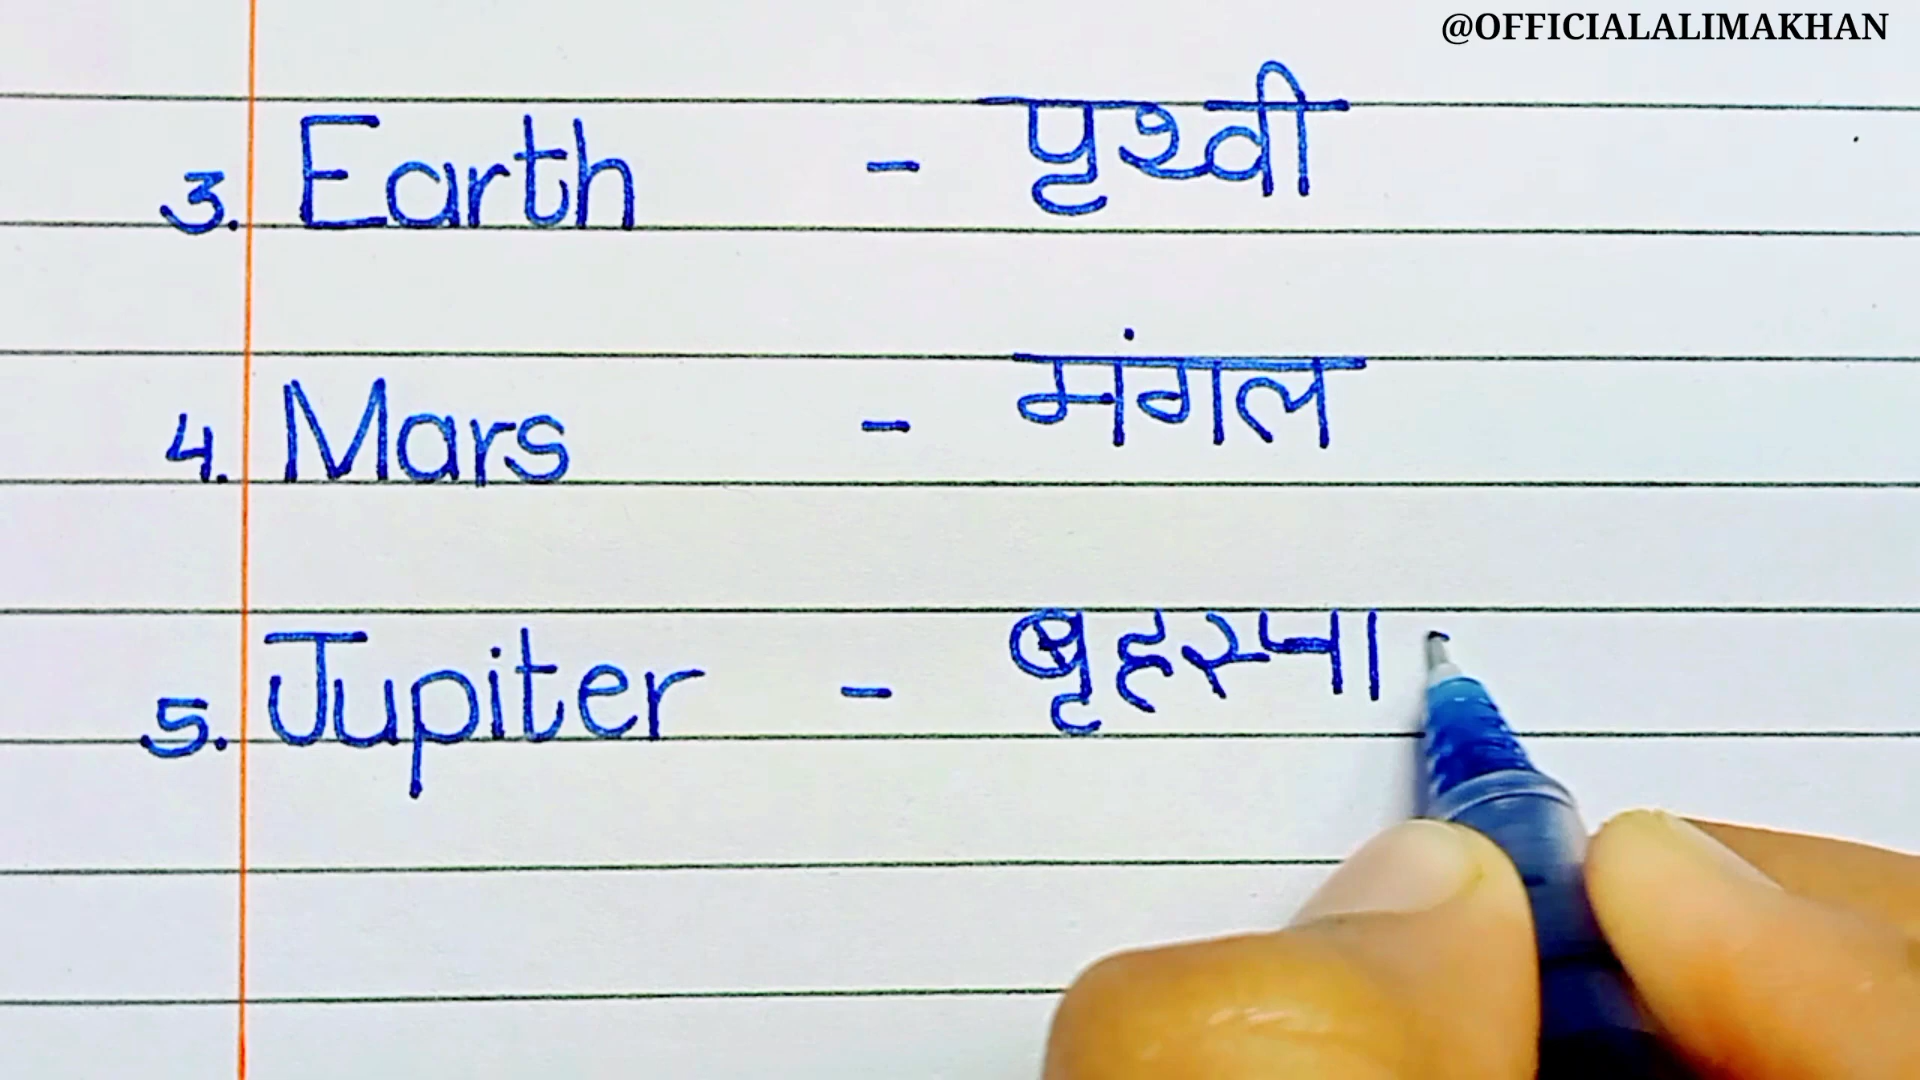 @OFFICIALALIMAKHAN
3. Earth - पृथ्वी
4. Mars - मंगल
5. Jupiter - बृहस्पा